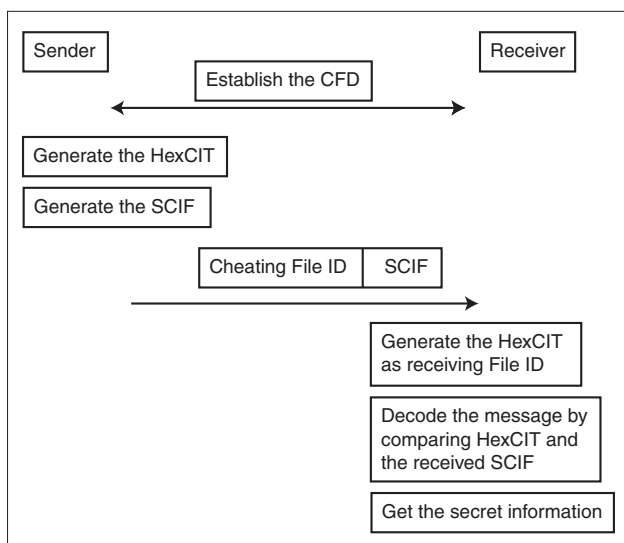 Sender
Receiver
Establish the CFD
Generate the HexCIT
Generate the SCIF
Cheating File ID
SCIF
Generate the HexCIT
as receiving File ID
Decode the message by
comparing HexCIT and
the received SCIF
Get the secret information